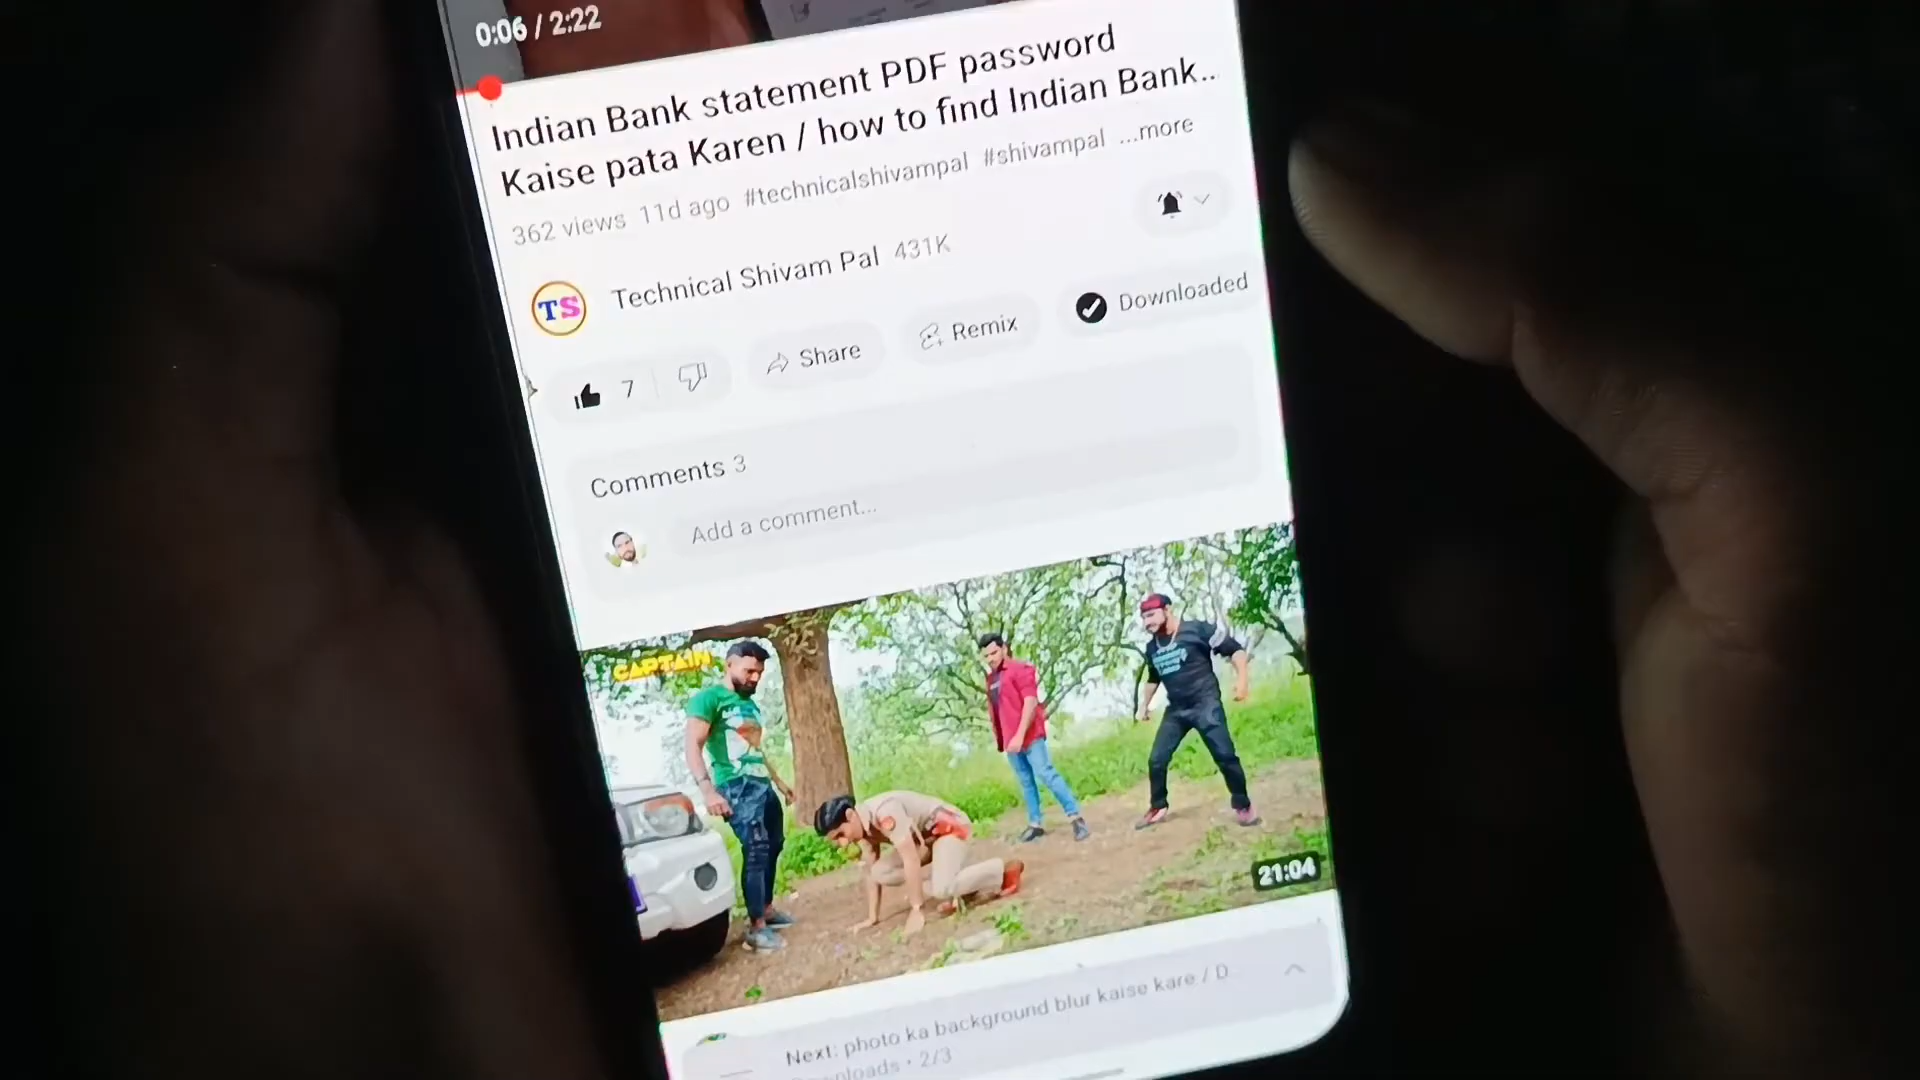 0:06 / 2:22
Indian Bank statement PDF password
Kaise pata Karen / how to find Indian Bank...
362 views 11d ago #technicalshivampal #shivampal ...more
TS
Technical Shivam Pal 431K
7
Share
Remix
Downloaded
Comments 3
Add a comment...
CAPTAIN
21:04
Next: photo ka background blur kaise kare / D
nloads • 2/3